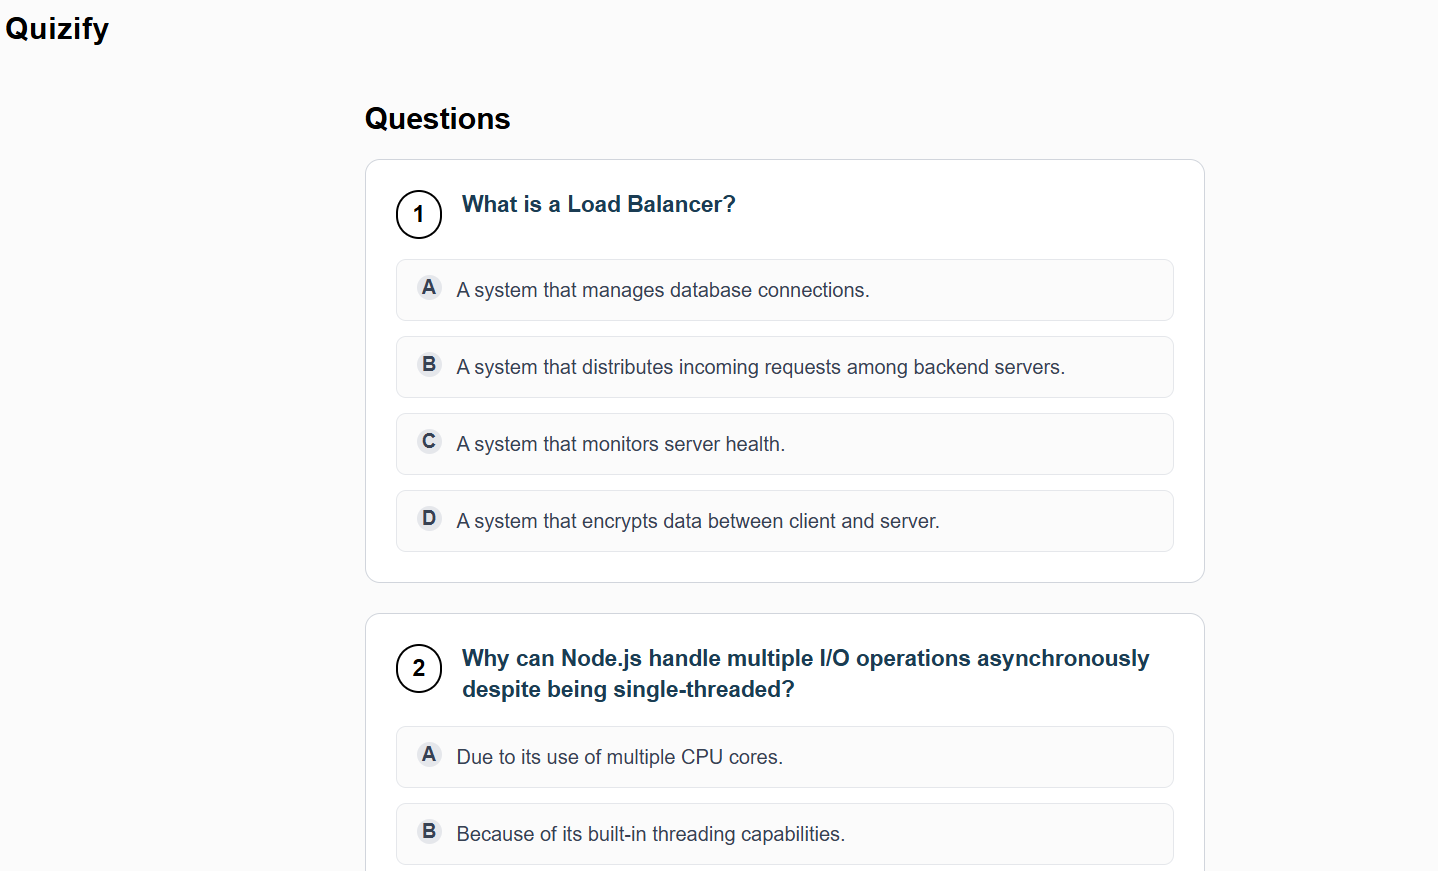 Quizify
Questions
1
What is a Load Balancer?
A
A system that manages database connections.
B
A system that distributes incoming requests among backend servers.
C
A system that monitors server health.
D
A system that encrypts data between client and server.
2
Why can Node.js handle multiple I/O operations asynchronously
despite being single-threaded?
A
Due to its use of multiple CPU cores.
B
Because of its built-in threading capabilities.